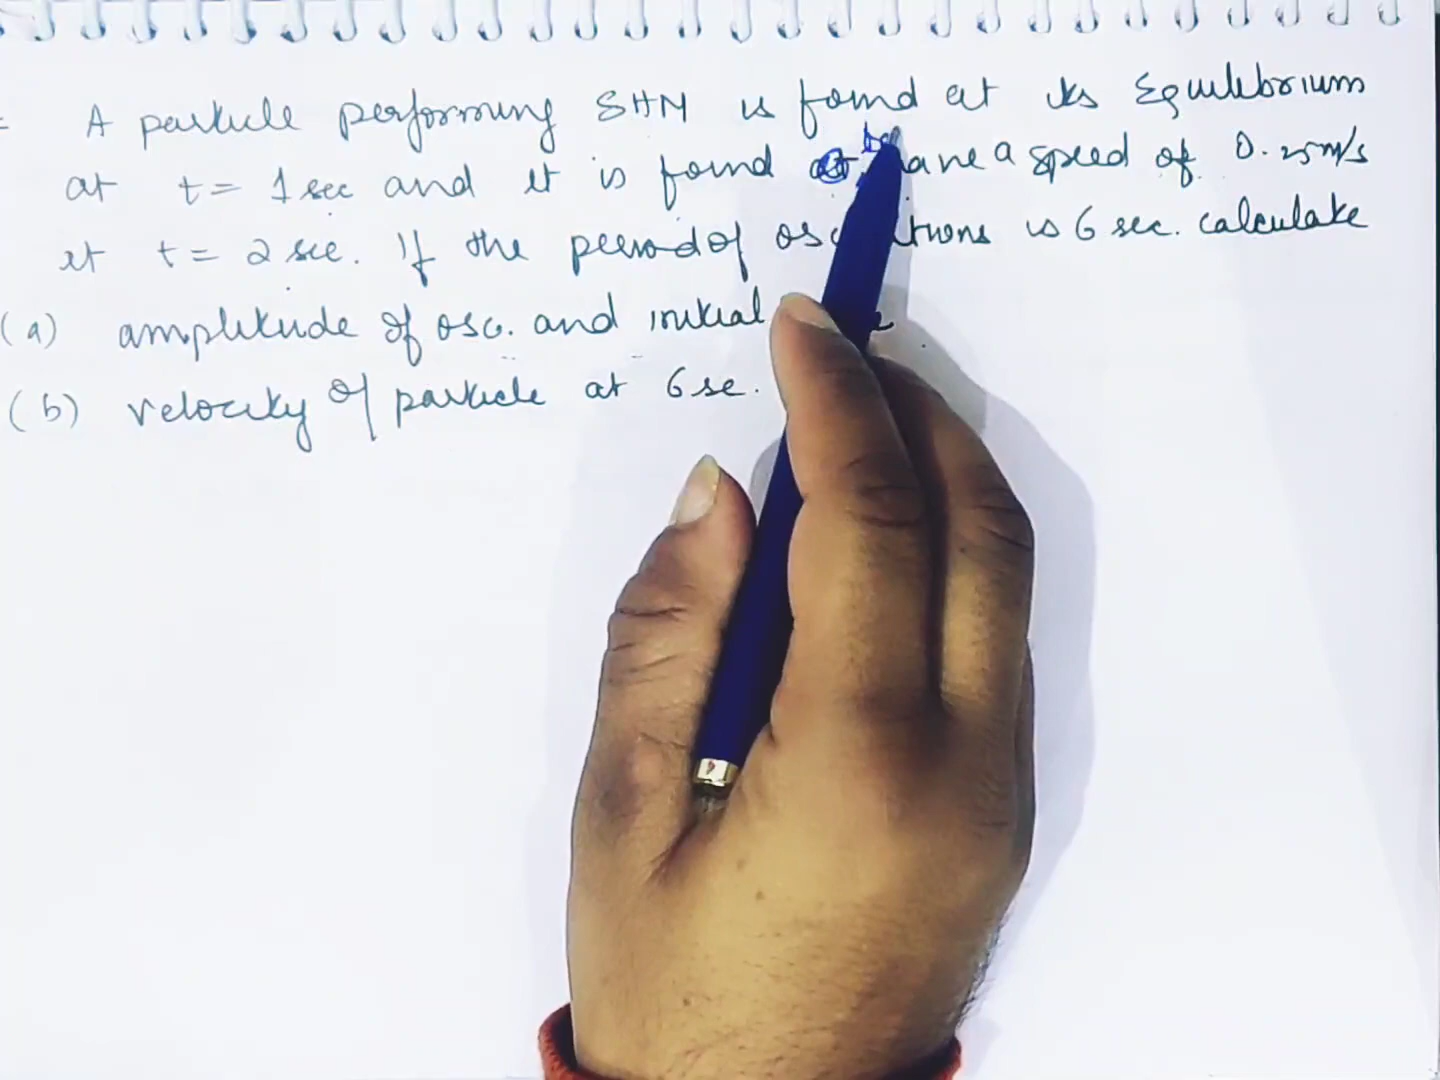 A particle performing SHM is found at its Equilibrium
at t = 1 sec and it is found to have a speed of 0.25 m/s
at t = 2 sec. If the period of oscillations is 6 sec. calculate
(a) amplitude of osc. and initial
(b) velocity of particle at 6 se.